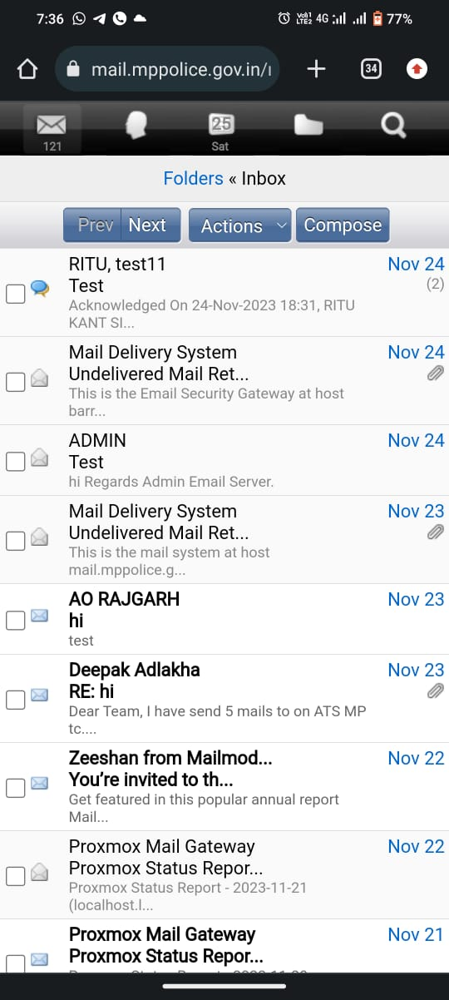 7:36
Vo)) 1 LTE2 4G 77%
mail.mppolice.gov.in/
34
121
25
Sat
Folders « Inbox
Prev Next Actions Compose
RITU, test11 Nov 24
Test (2)
Acknowledged On 24-Nov-2023 18:31, RITU
KANT SI...
Mail Delivery System Nov 24
Undelivered Mail Ret...
This is the Email Security Gateway at host
barr...
ADMIN Nov 24
Test
hi Regards Admin Email Server.
Mail Delivery System Nov 23
Undelivered Mail Ret...
This is the mail system at host
mail.mppolice.g...
AO RAJGARH Nov 23
hi
test
Deepak Adlakha Nov 23
RE: hi
Dear Team, I have send 5 mails to on ATS MP
tc....
Zeeshan from Mailmod... Nov 22
You’re invited to th...
Get featured in this popular annual report
Mail...
Proxmox Mail Gateway Nov 22
Proxmox Status Repor...
Proxmox Status Report - 2023-11-21
(localhost.l...
Proxmox Mail Gateway Nov 21
Proxmox Status Repor...